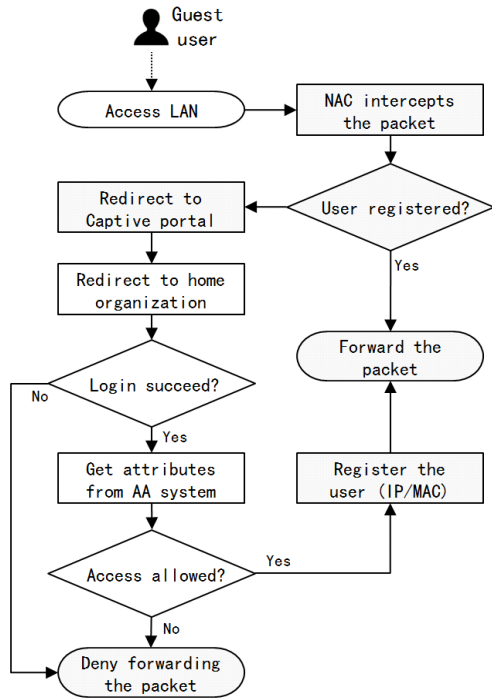 Guest
user
Access LAN
NAC intercepts
the packet
User registered?
Redirect to
Captive portal
Yes
Redirect to home
organization
Forward the
packet
Login succeed?
No
Yes
Get attributes
from AA system
Register the
user (IP/MAC)
Access allowed?
Yes
No
Deny forwarding
the packet